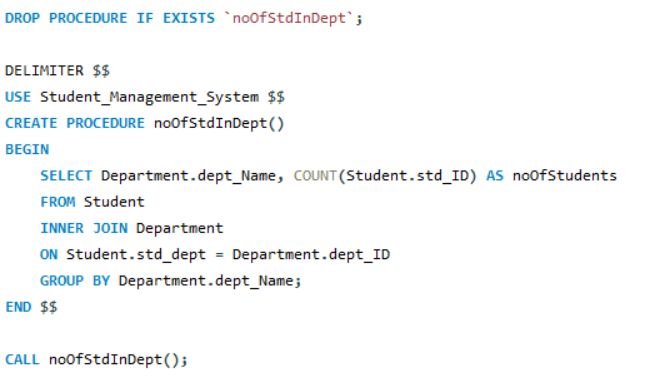 DROP PROCEDURE IF EXISTS `noOfStdInDept`;
DELIMITER $$
USE Student_Management_System $$
CREATE PROCEDURE noOfStdInDept()
BEGIN
SELECT Department.dept_Name, COUNT(Student.std_ID) AS noOfStudents
FROM Student
INNER JOIN Department
ON Student.std_dept = Department.dept_ID
GROUP BY Department.dept_Name;
END $$
CALL noOfStdInDept();